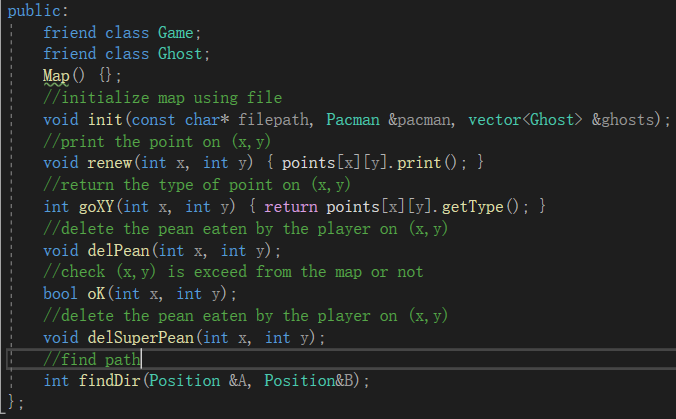 public:
friend class Game;
friend class Ghost;
Map() {};
//initialize map using file
void init(const char* filepath, Pacman &pacman, vector<Ghost> &ghosts);
//print the point on (x,y)
void renew(int x, int y) { points[x][y].print(); }
//return the type of point on (x,y)
int goXY(int x, int y) { return points[x][y].getType(); }
//delete the pean eaten by the player on (x,y)
void delPean(int x, int y);
//check (x,y) is exceed from the map or not
bool oK(int x, int y);
//delete the pean eaten by the player on (x,y)
void delSuperPean(int x, int y);
//find path
int findDir(Position &A, Position&B);
};